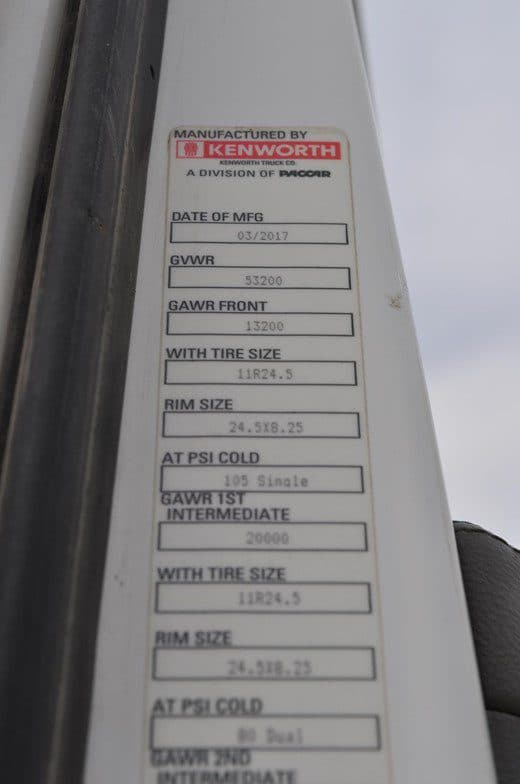 MANUFACTURED BY
KENWORTH
KENWORTH TRUCK CO.
A DIVISION OF PACCAR
DATE OF MFG
03/2017
GVWR
53200
GAWR FRONT
13200
WITH TIRE SIZE
11R24.5
RIM SIZE
24.5X8.25
AT PSI COLD
105 Single
GAWR 1ST
INTERMEDIATE
20000
WITH TIRE SIZE
11R24.5
RIM SIZE
24.5X8.25
AT PSI COLD
80 Dual
GAWR 2ND
INTERMEDIATE